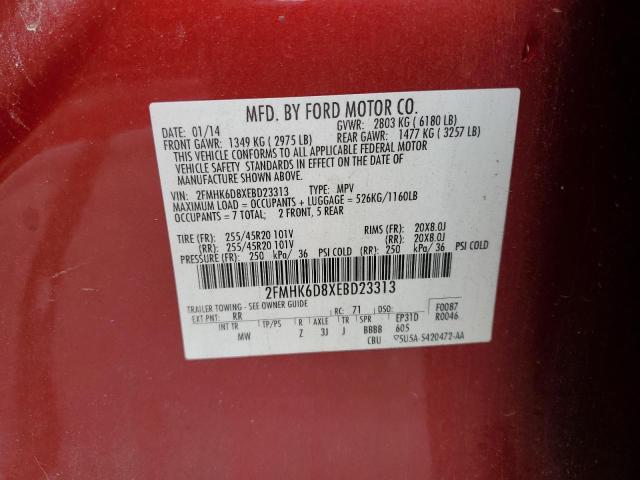 MFD. BY FORD MOTOR CO.
DATE: 01/14 GVWR: 2803 KG ( 6180 LB)
FRONT GAWR: 1349 KG ( 2975 LB) REAR GAWR: 1477 KG ( 3257 LB)
THIS VEHICLE CONFORMS TO ALL APPLICABLE FEDERAL MOTOR
VEHICLE SAFETY STANDARDS IN EFFECT ON THE DATE OF
MANUFACTURE SHOWN ABOVE.
VIN: 2FMHK6D8XEBD23313 TYPE: MPV
MAXIMUM LOAD = OCCUPANTS + LUGGAGE = 526KG/1160LB
OCCUPANTS = 7 TOTAL; 2 FRONT, 5 REAR
TIRE (FR): 255/45R20 101V RIMS (FR): 20X8.0J
(RR): 255/45R20 101V (RR): 20X8.0J
PRESSURE (FR): 250 kPa/ 36 PSI COLD (RR): 250 kPa/ 36 PSI COLD
2FMHK6D8XEBD23313
TRAILER TOWING - SEE OWNER GUIDE
EXT PNT: RR RC: 71 DSO: F0087
INT TR TP/PS R AXLE TR SPR EP31D R0046
MW Z 3J J BBBB 605
CBU 5U5A-5420472-AA